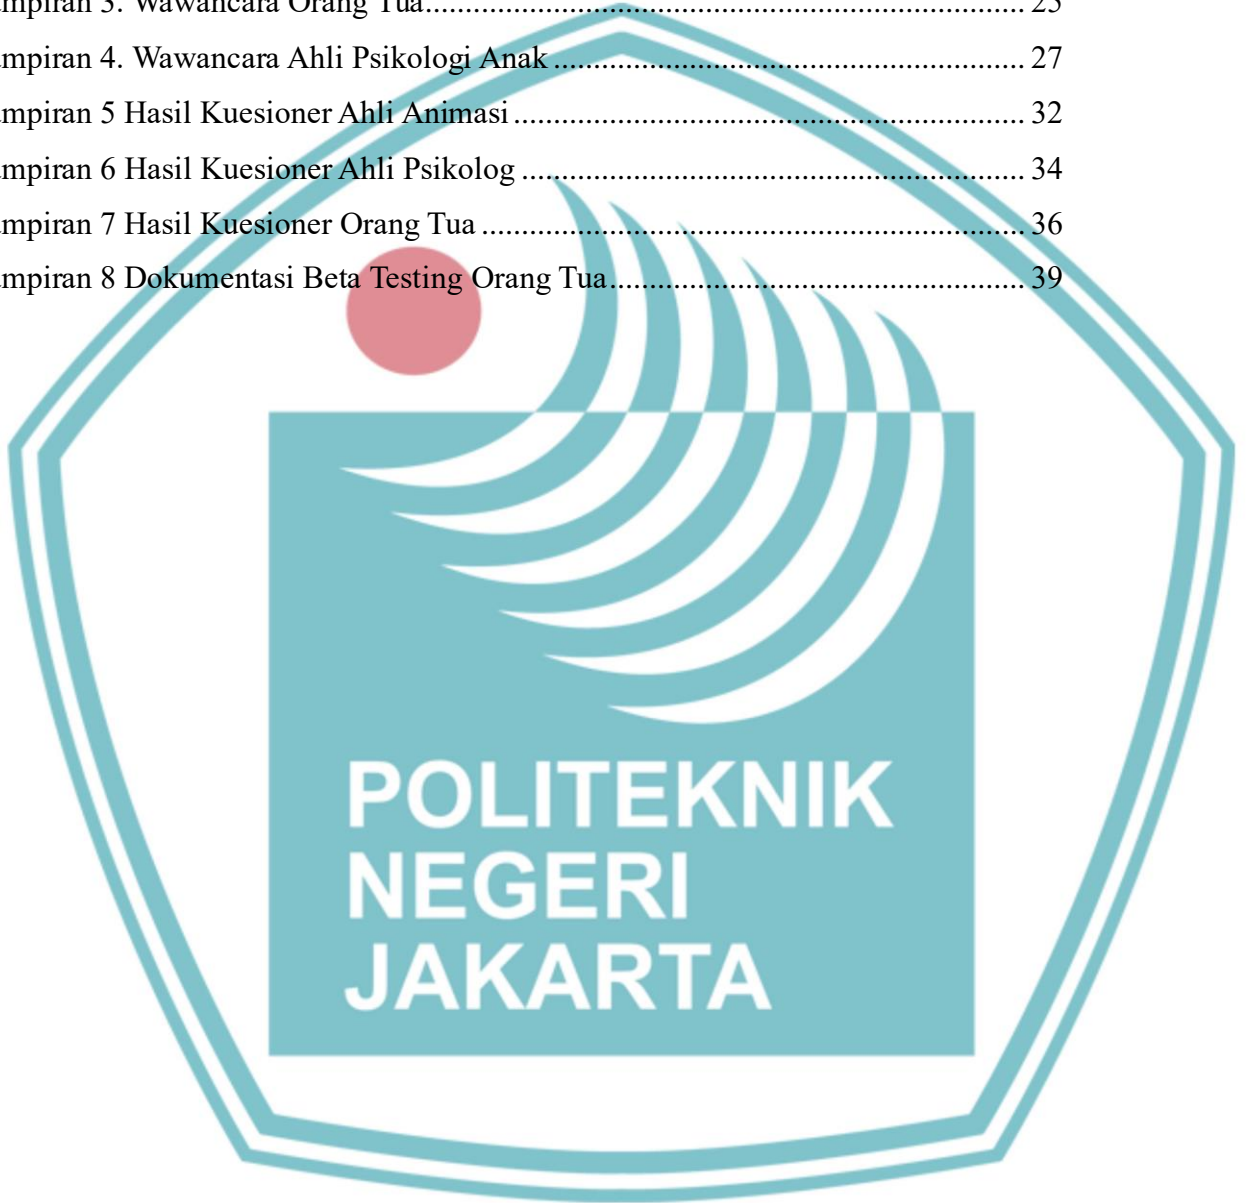 mpiran 3. Wawancara Orang Tua........................................................................... 25
mpiran 4. Wawancara Ahli Psikologi Anak ........................................................... 27
mpiran 5 Hasil Kuesioner Ahli Animasi ................................................................ 32
mpiran 6 Hasil Kuesioner Ahli Psikolog ............................................................... 34
mpiran 7 Hasil Kuesioner Orang Tua .................................................................... 36
mpiran 8 Dokumentasi Beta Testing Orang Tua.................................................... 39
POLITEKNIK
NEGERI
JAKARTA